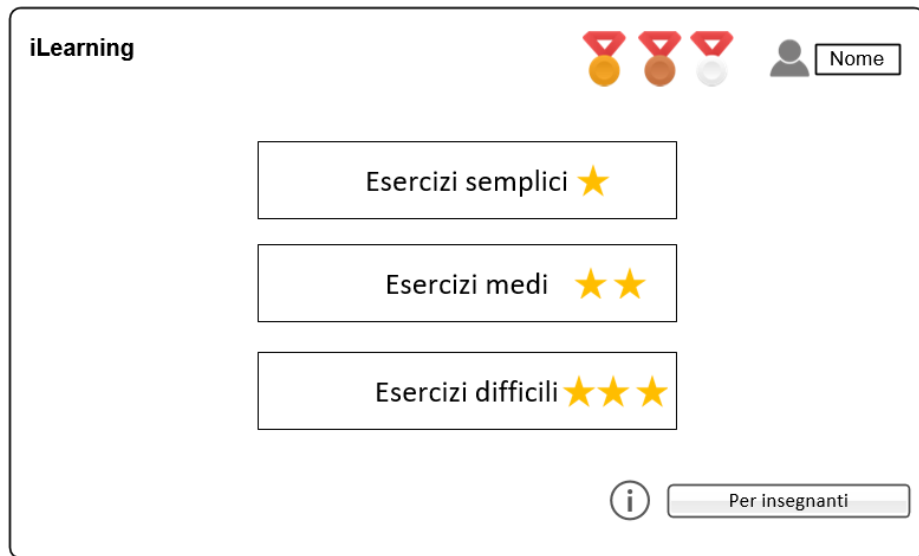 iLearning
Nome
Esercizi semplici
Esercizi medi
Esercizi difficili
Per insegnanti